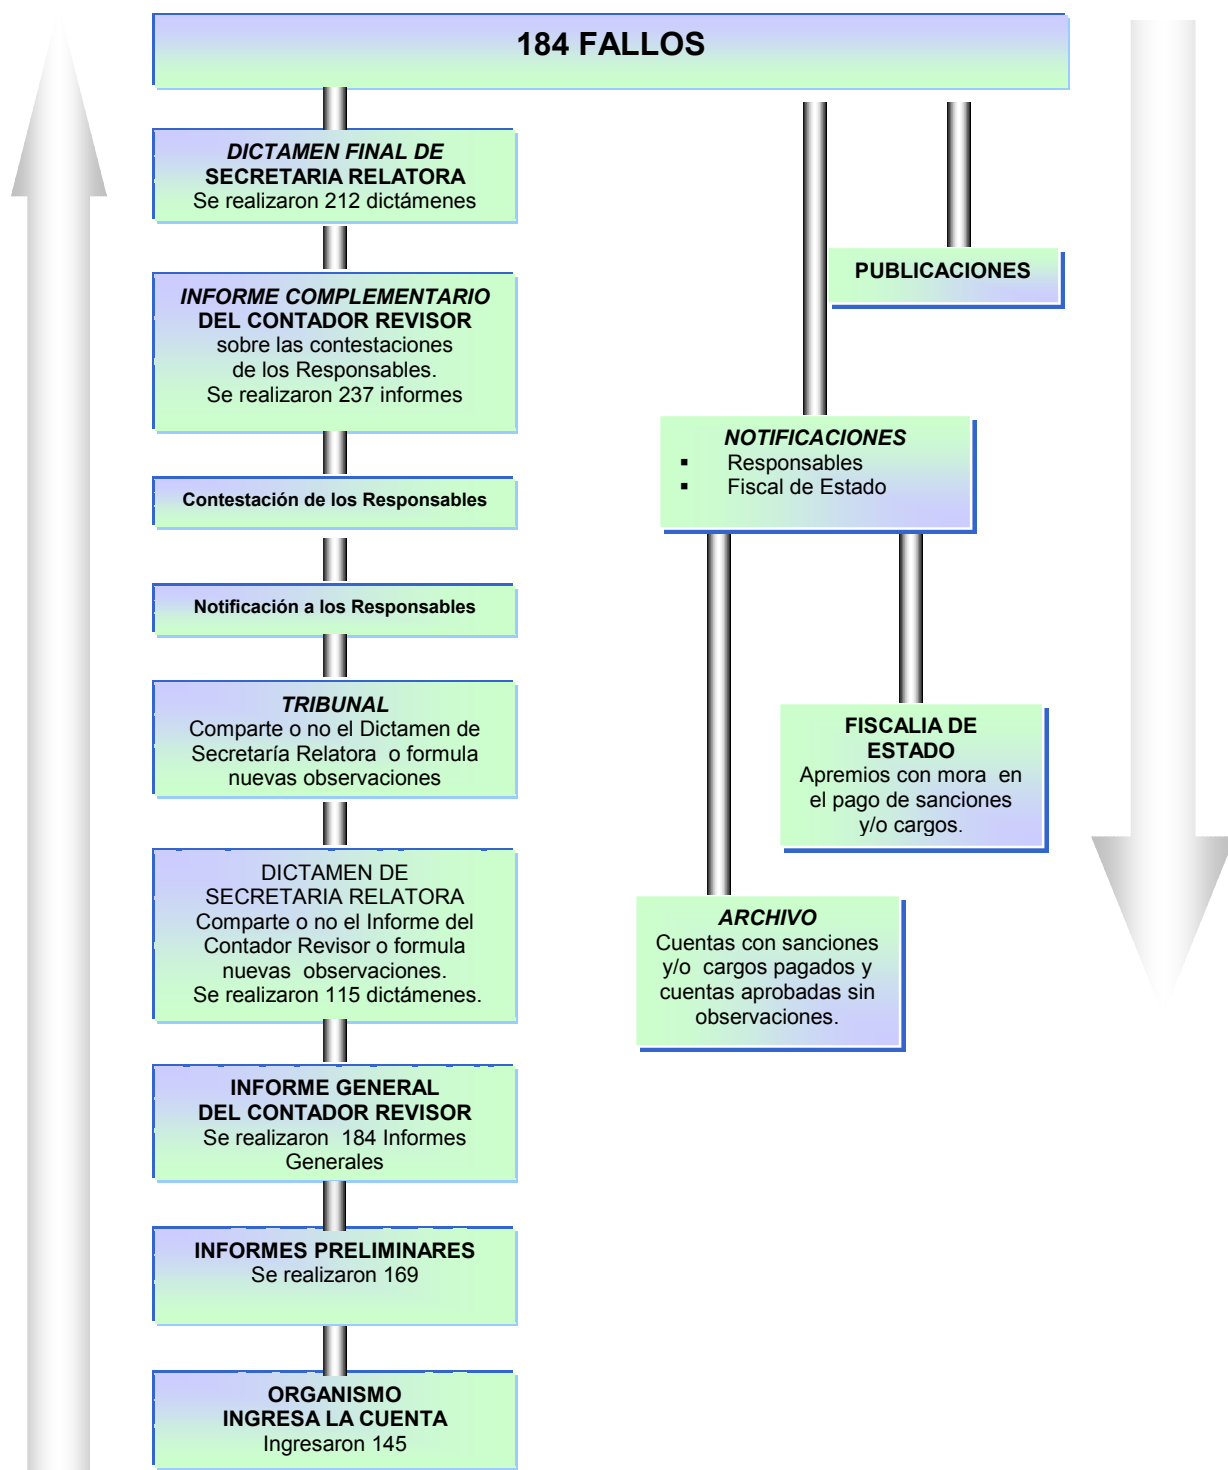 184 FALLOS
DICTAMEN FINAL DE
SECRETARIA RELATORA
Se realizaron 212 dictámenes
INFORME COMPLEMENTARIO
DEL CONTADOR REVISOR
sobre las contestaciones
de los Responsables.
Se realizaron 237 informes
Contestación de los Responsables
Notificación a los Responsables
TRIBUNAL
Comparte o no el Dictamen de
Secretaría Relatora o formula
nuevas observaciones
DICTAMEN DE
SECRETARIA RELATORA
Comparte o no el Informe del
Contador Revisor o formula
nuevas observaciones.
Se realizaron 115 dictámenes.
INFORME GENERAL
DEL CONTADOR REVISOR
Se realizaron 184 Informes
Generales
INFORMES PRELIMINARES
Se realizaron 169
ORGANISMO
INGRESA LA CUENTA
Ingresaron 145
PUBLICACIONES
NOTIFICACIONES
▪ Responsables
▪ Fiscal de Estado
FISCALIA DE
ESTADO
Apremios con mora en
el pago de sanciones
y/o cargos.
ARCHIVO
Cuentas con sanciones
y/o cargos pagados y
cuentas aprobadas sin
observaciones.